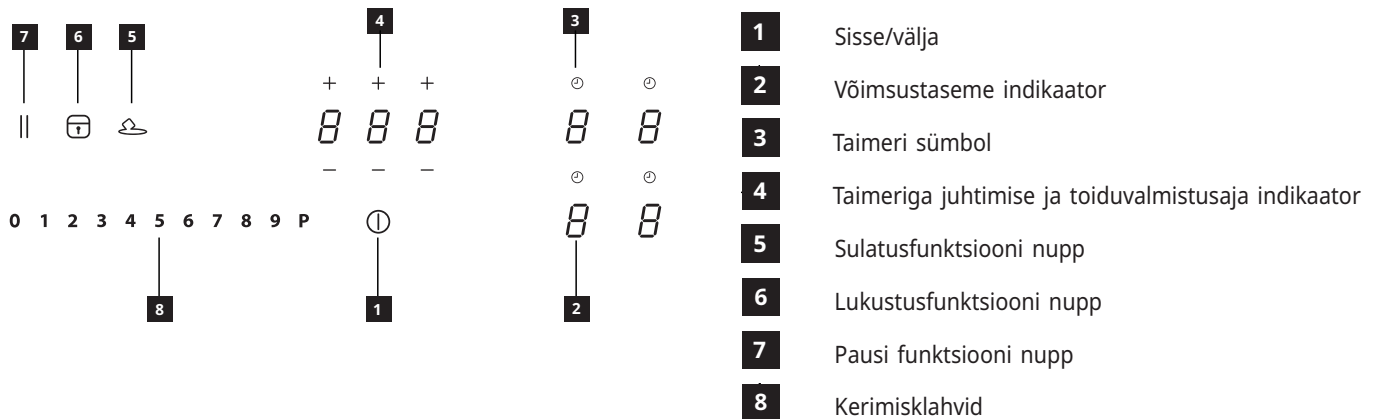 4 3
7 6 5
+ + +
8 8 8 8 8
– – –
0 1 2 3 4 5 6 7 8 9 P 8 8
8 1 2
1 Sisse/välja
2 Võimsustaseme indikaator
3 Taimeri sümbol
4 Taimeriga juhtimise ja toiduvalmistusaja indikaator
5 Sulatusfunktsiooni nupp
6 Lukustusfunktsiooni nupp
7 Pausi funktsiooni nupp
8 Kerimisklahvid